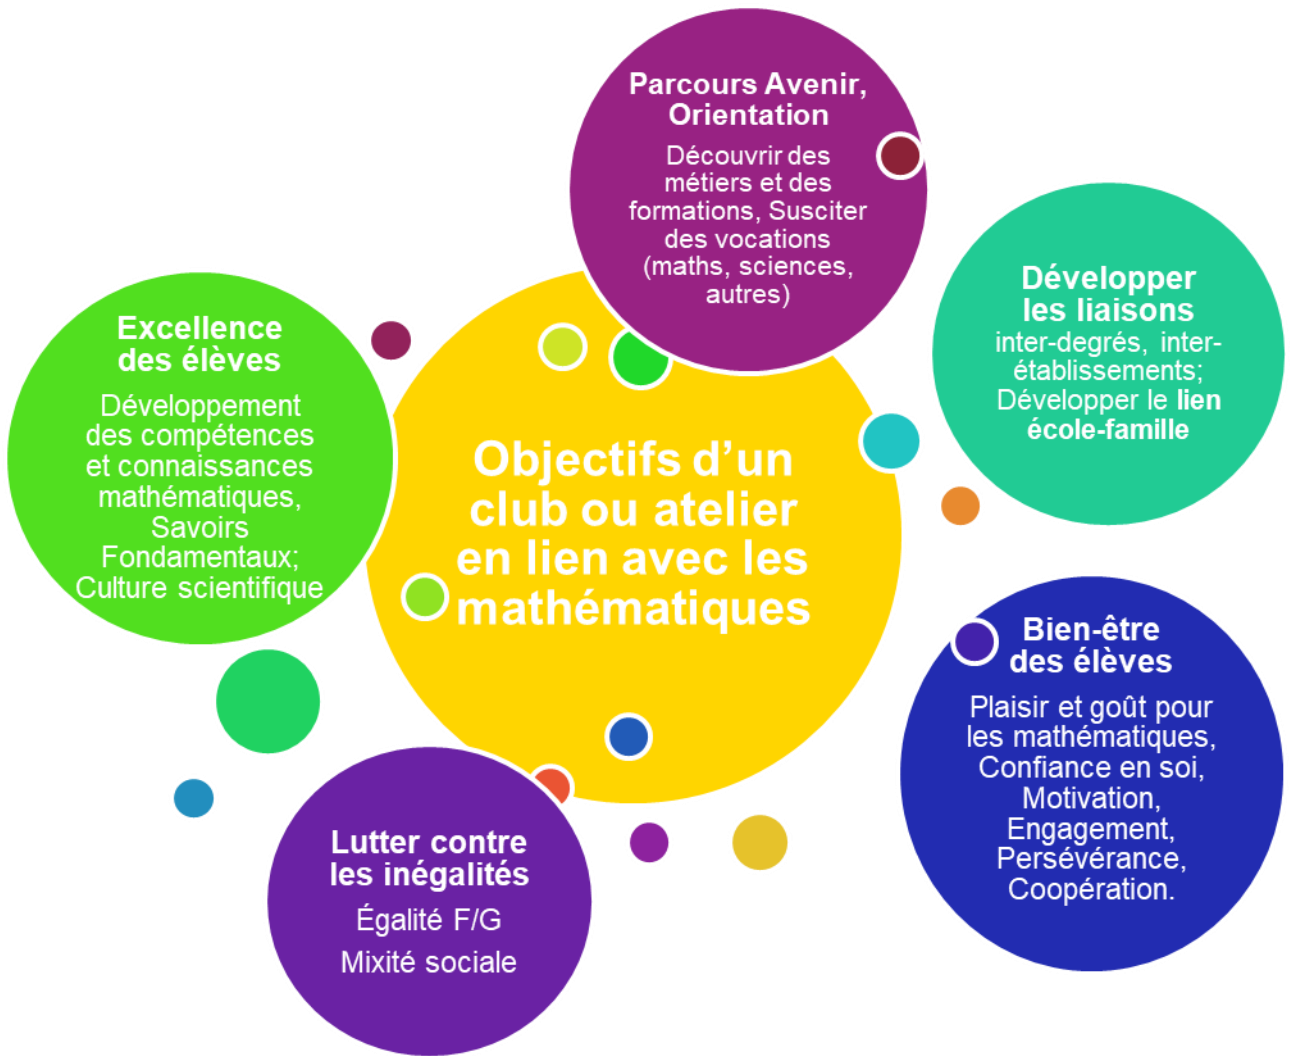 Parcours Avenir,
Orientation
Découvrir des
métiers et des
formations, Susciter
des vocations
(maths, sciences,
autres)
Développer
les liaisons
inter-degrés, inter-
établissements;
Développer le lien
école-famille
Excellence
des élèves
Développement
des compétences
et connaissances
mathématiques,
Savoirs
Fondamentaux;
Culture scientifique
Objectifs d’un
club ou atelier
en lien avec les
mathématiques
Bien-être
des élèves
Plaisir et goût pour
les mathématiques,
Confiance en soi,
Motivation,
Engagement,
Persévérance,
Coopération.
Lutter contre
les inégalités
Égalité F/G
Mixité sociale